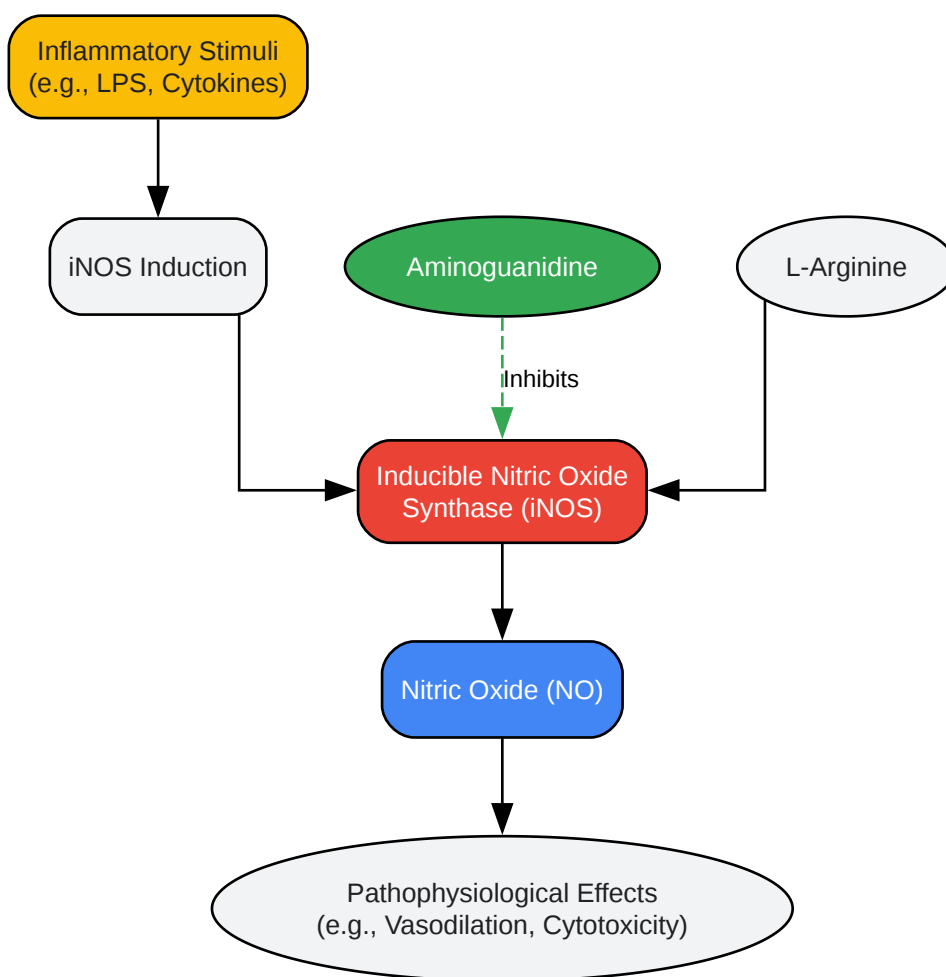 Inflammatory Stimuli
(e.g., LPS, Cytokines)
iNOS Induction
Aminoguanidine
L-Arginine
Inhibits
Inducible Nitric Oxide
Synthase (iNOS)
Nitric Oxide (NO)
Pathophysiological Effects
(e.g., Vasodilation, Cytotoxicity)